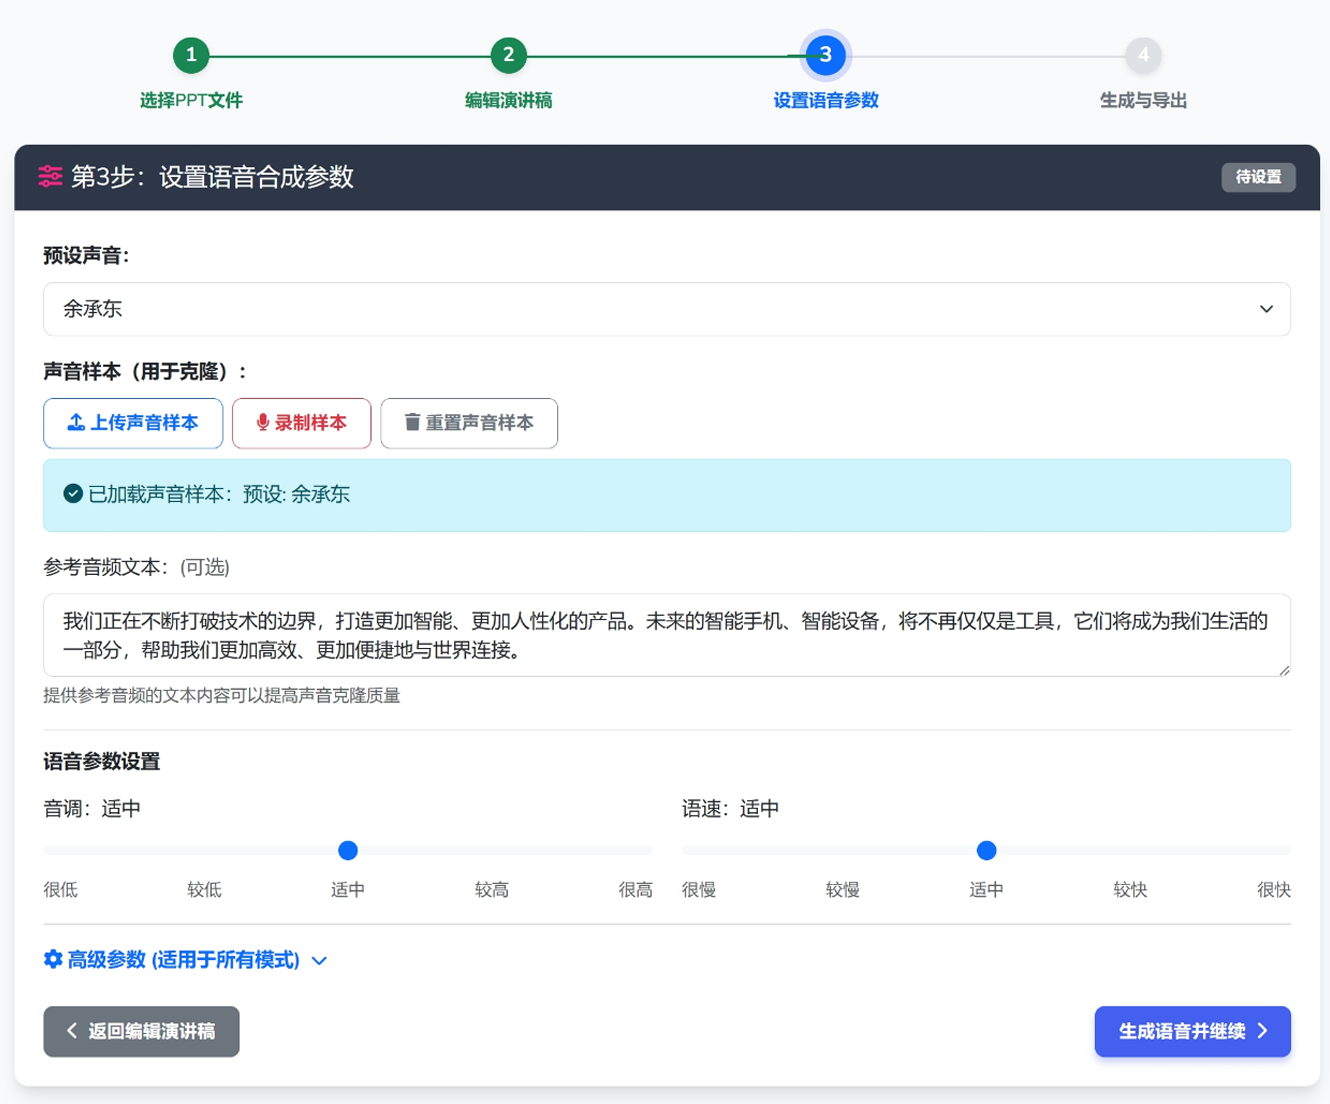 1
2
3
4
选择PPT文件
编辑演讲稿
设置语音参数
生成与导出
第3步：设置语音合成参数
待设置
预设声音:
余承东
声音样本（用于克隆）:
上传声音样本
录制样本
重置声音样本
已加载声音样本：预设: 余承东
参考音频文本：(可选)
我们正在不断打破技术的边界，打造更加智能、更加人性化的产品。未来的智能手机、智能设备，将不再仅仅是工具，它们将成为我们生活的
一部分，帮助我们更加高效、更加便捷地与世界连接。
提供参考音频的文本内容可以提高声音克隆质量
语音参数设置
音调：适中
很低 较低 适中 较高 很高
语速：适中
很慢 较慢 适中 较快 很快
高级参数 (适用于所有模式)
返回编辑演讲稿
生成语音并继续